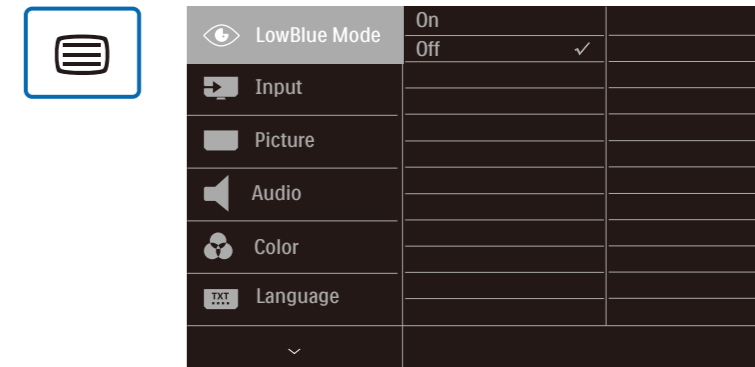 LowBlue Mode
On
Off
Input
Picture
Audio
Color
TXT
Language